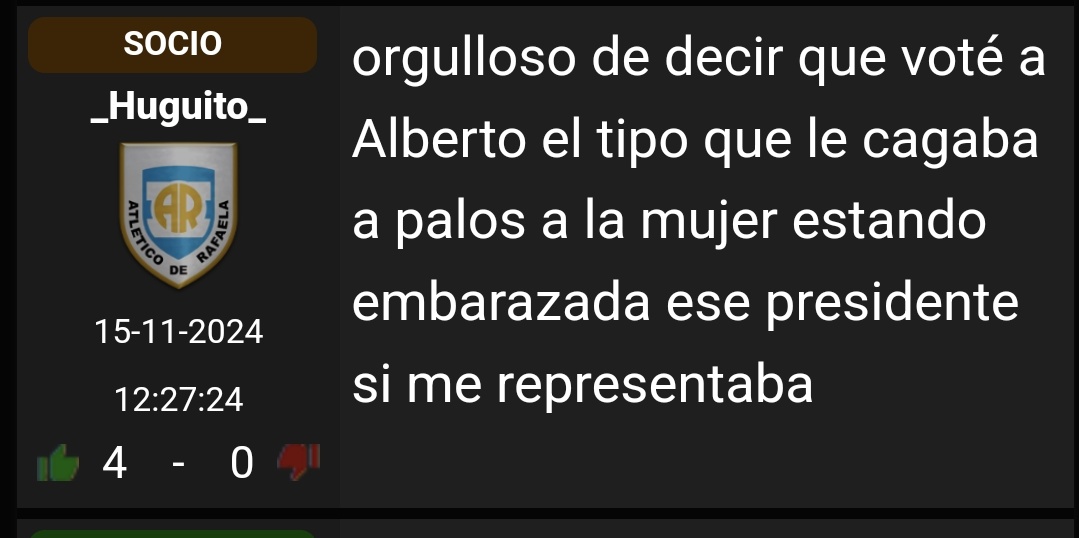 SOCIO
_Huguito_
AR
ATLETICO DE RAFAELA
15-11-2024
12:27:24
4 - 0
orgulloso de decir que voté a
Alberto el tipo que le cagaba
a palos a la mujer estando
embarazada ese presidente
si me representaba